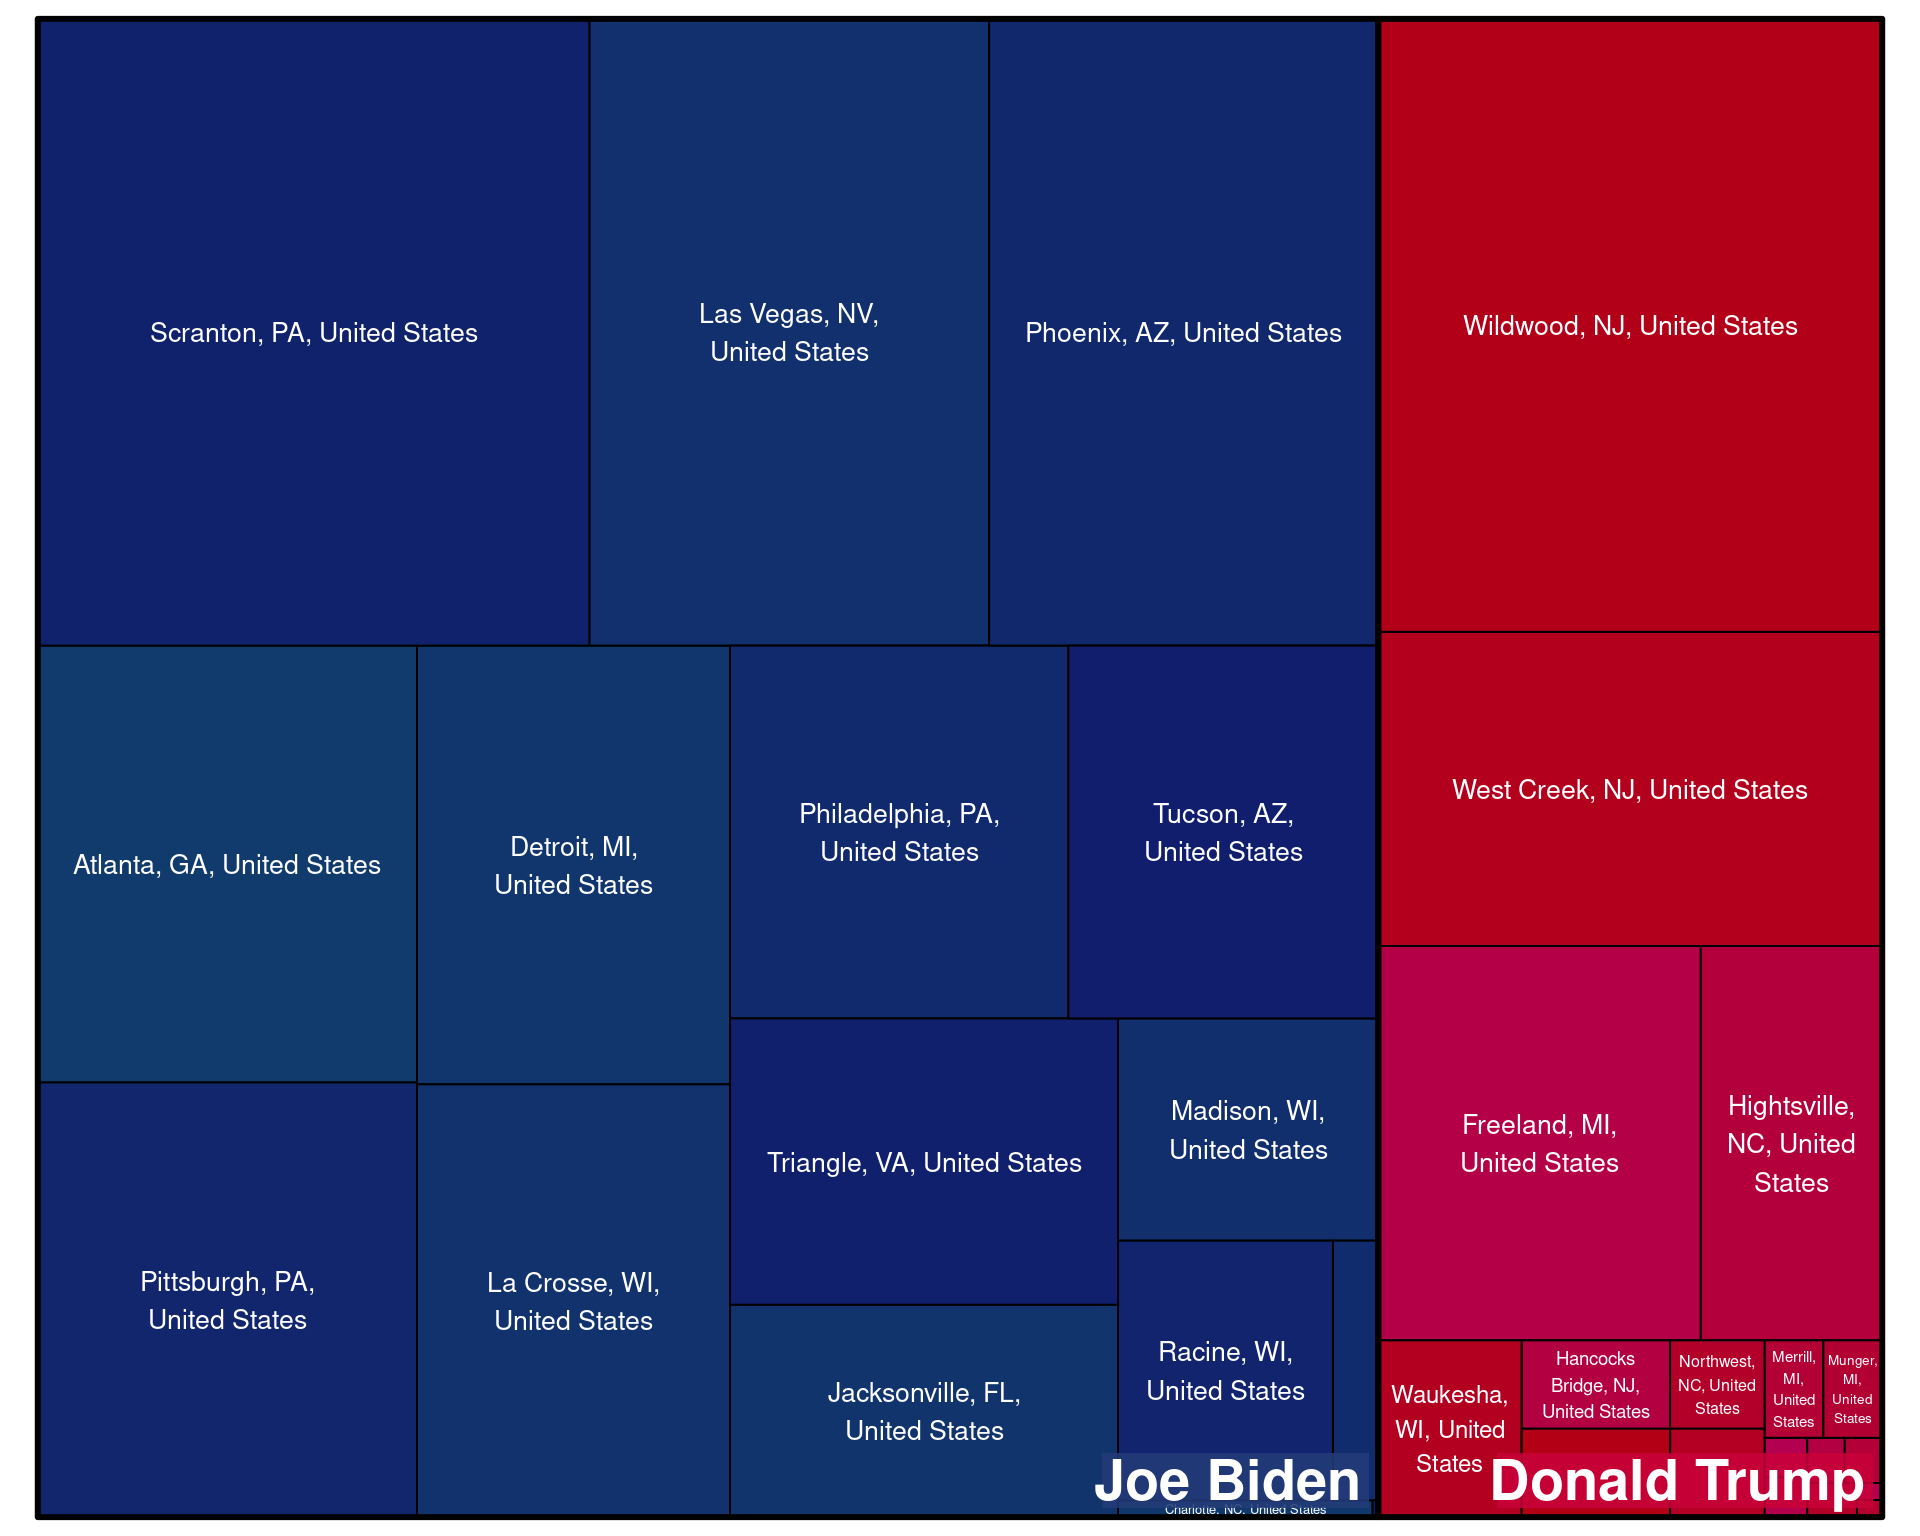 Scranton, PA, United States
Las Vegas, NV,
United States
Phoenix, AZ, United States
Wildwood, NJ, United States
Atlanta, GA, United States
Detroit, MI,
United States
Philadelphia, PA,
United States
Tucson, AZ,
United States
West Creek, NJ, United States
Pittsburgh, PA,
United States
La Crosse, WI,
United States
Triangle, VA, United States
Madison, WI,
United States
Jacksonville, FL,
United States
Racine, WI,
United States
Charlotte, NC, United States
Joe Biden
Freeland, MI,
United States
Hightsville,
NC, United
States
Waukesha,
WI, United
States
Hancocks
Bridge, NJ,
United States
Northwest,
NC, United
States
Merrill,
MI,
United
States
Munger,
MI,
United
States
Donald Trump